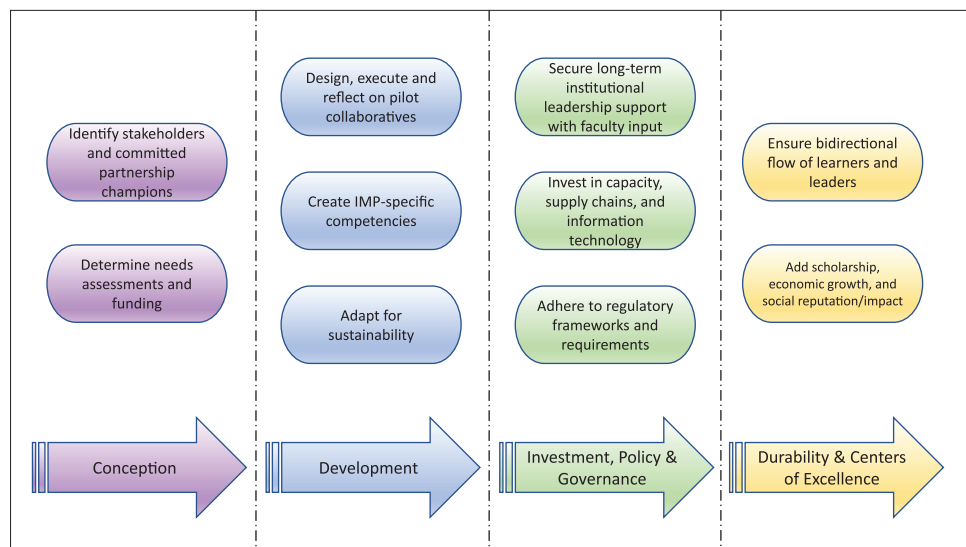 Identify stakeholders
and committed
partnership
champions
Determine needs
assessments and
funding
Conception
Design, execute and
reflect on pilot
collaboratives
Create IMP-specific
competencies
Adapt for
sustainability
Development
Secure long-term
institutional
leadership support
with faculty input
Invest in capacity,
supply chains, and
information
technology
Adhere to regulatory
frameworks and
requirements
Investment, Policy &
Governance
Ensure bidirectional
flow of learners and
leaders
Add scholarship,
economic growth, and
social reputation/impact
Durability & Centers
of Excellence